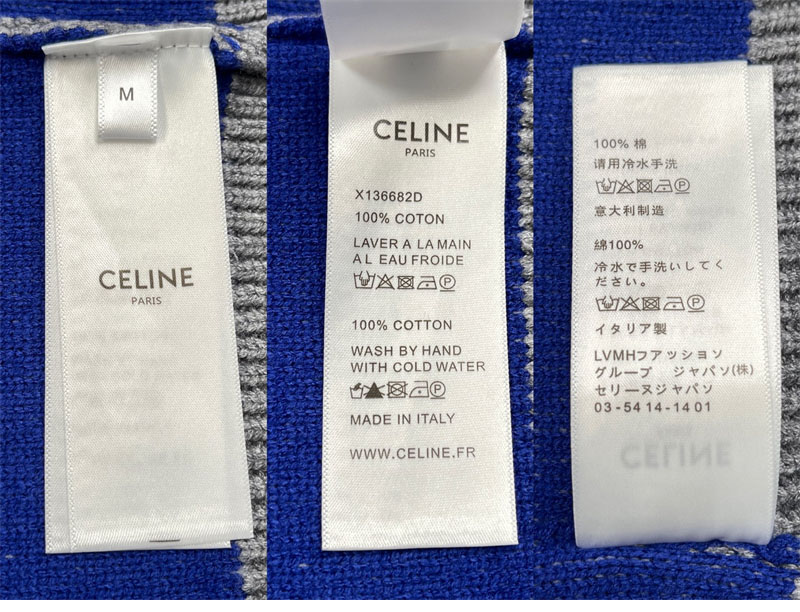 M
CELINE
PARIS
CELINE
PARIS
X136682D
100% COTON
LAVER A LA MAIN
A L EAU FROIDE
100% COTTON
WASH BY HAND
WITH COLD WATER
MADE IN ITALY
WWW.CELINE.FR
100% 棉
请用冷水手洗
意大利制造
綿100%
冷水で手洗いしてく
ださい。
イタリア製
LVMHフアッション
グループ ジャパソ(株)
セリーヌジャパソ
03-5414-1401
CELINE